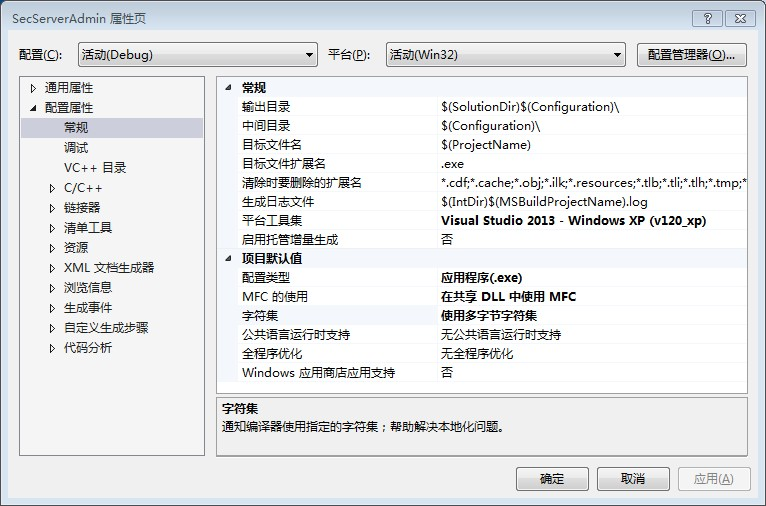 SecServerAdmin 属性页
配置(C): 活动(Debug) 平台(P): 活动(Win32) 配置管理器(O)...
通用属性
配置属性
常规
调试
VC++ 目录
C/C++
链接器
清单工具
资源
XML 文档生成器
浏览信息
生成事件
自定义生成步骤
代码分析
常规
输出目录 $(SolutionDir)$(Configuration)\
中间目录 $(Configuration)\
目标文件名 $(ProjectName)
目标文件扩展名 .exe
清除时要删除的扩展名 *.cdf;*.cache;*.obj;*.ilk;*.resources;*.tlb;*.tli;*.tlh;*.tmp;*
生成日志文件 $(IntDir)$(MSBuildProjectName).log
平台工具集 Visual Studio 2013 - Windows XP (v120_xp)
启用托管增量生成 否
项目默认值
配置类型 应用程序(.exe)
MFC 的使用 在共享 DLL 中使用 MFC
字符集 使用多字节字符集
公共语言运行时支持 无公共语言运行时支持
全程序优化 无全程序优化
Windows 应用商店应用支持 否
字符集
通知编译器使用指定的字符集；帮助解决本地化问题。
确定 取消 应用(A)